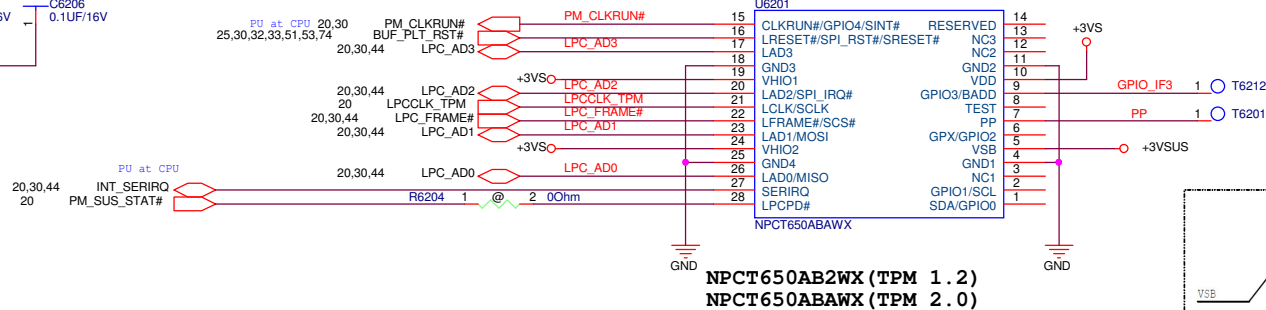 C6206
6V
1
0.1UF/16V
U6201
PU at CPU 20,30 PM_CLKRUN# PM_CLKRUN# 15 CLKRUN#/GPIO4/SINT# RESERVED 14
25,30,32,33,51,53,74 BUF_PLT_RST# 16 LRESET#/SPI_RST#/SRESET# NC3 13 +3VS
20,30,44 LPC_AD3 LPC_AD3 17 LAD3 NC2 12
18 GND3 GND2 11
+3VS 19 VHIO1 VDD 10
20,30,44 LPC_AD2 LPC_AD2 20 LAD2/SPI_IRQ# GPIO3/BADD 9 GPIO_IF3 1 T6212
20 LPCCLK_TPM LPCCLK_TPM 21 LCLK/SCLK TEST 8
20,30,44 LPC_FRAME# LPC_FRAME# 22 LFRAME#/SCS# PP 7 PP 1 T6201
20,30,44 LPC_AD1 LPC_AD1 23 LAD1/MOSI GPX/GPIO2 6
+3VS 24 VHIO2 VSB 5 +3VSUS
25 GND4 GND1 4
PU at CPU
20,30,44 LPC_AD0 LPC_AD0 26 LAD0/MISO NC1 3
20,30,44 INT_SERIRQ 27 SERIRQ GPIO1/SCL 2
20 PM_SUS_STAT# R6204 1 @ 2 0Ohm 28 LPCPD# SDA/GPIO0 1
NPCT650ABAWX
GND GND
NPCT650AB2WX(TPM 1.2)
NPCT650ABAWX(TPM 2.0)
VSB